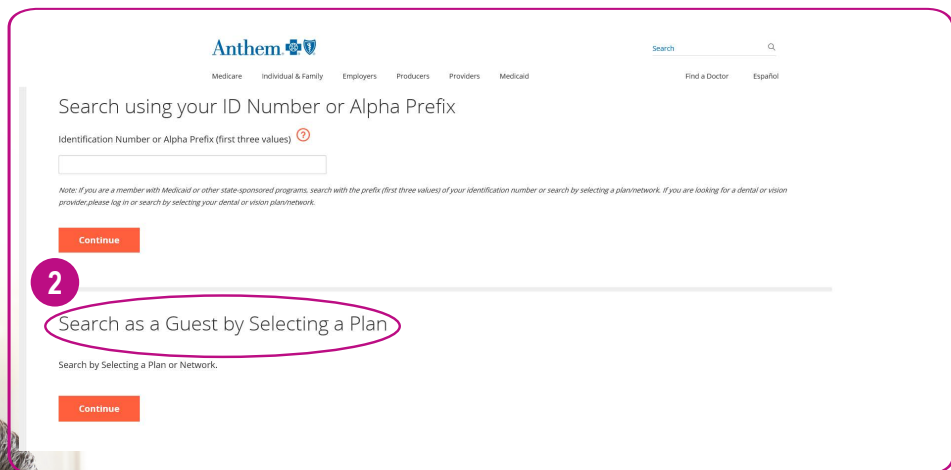 Anthem
Search
Medicare Individual & Family Employers Producers Providers Medicaid Find a Doctor Español
Search using your ID Number or Alpha Prefix
Identification Number or Alpha Prefix (first three values) ?
Note: If you are a member with Medicaid or other state-sponsored programs, search with the prefix (first three values) of your identification number or search by selecting a plan/network. If you are looking for a dental or vision
provider,please log in or search by selecting your dental or vision plan/network.
Continue
2
Search as a Guest by Selecting a Plan
Search by Selecting a Plan or Network.
Continue